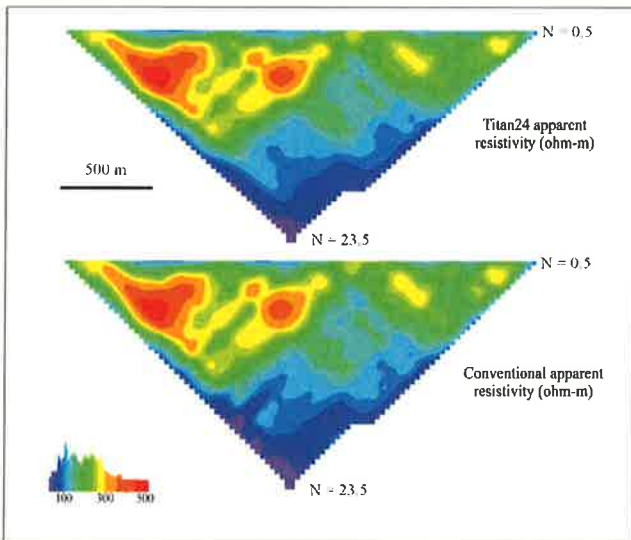 N = 0.5
Titan24 apparent
resistivity (ohm-m)
500 m
N = 23.5
N = 0.5
Conventional apparent
resistivity (ohm-m)
100 300 500
N = 23.5